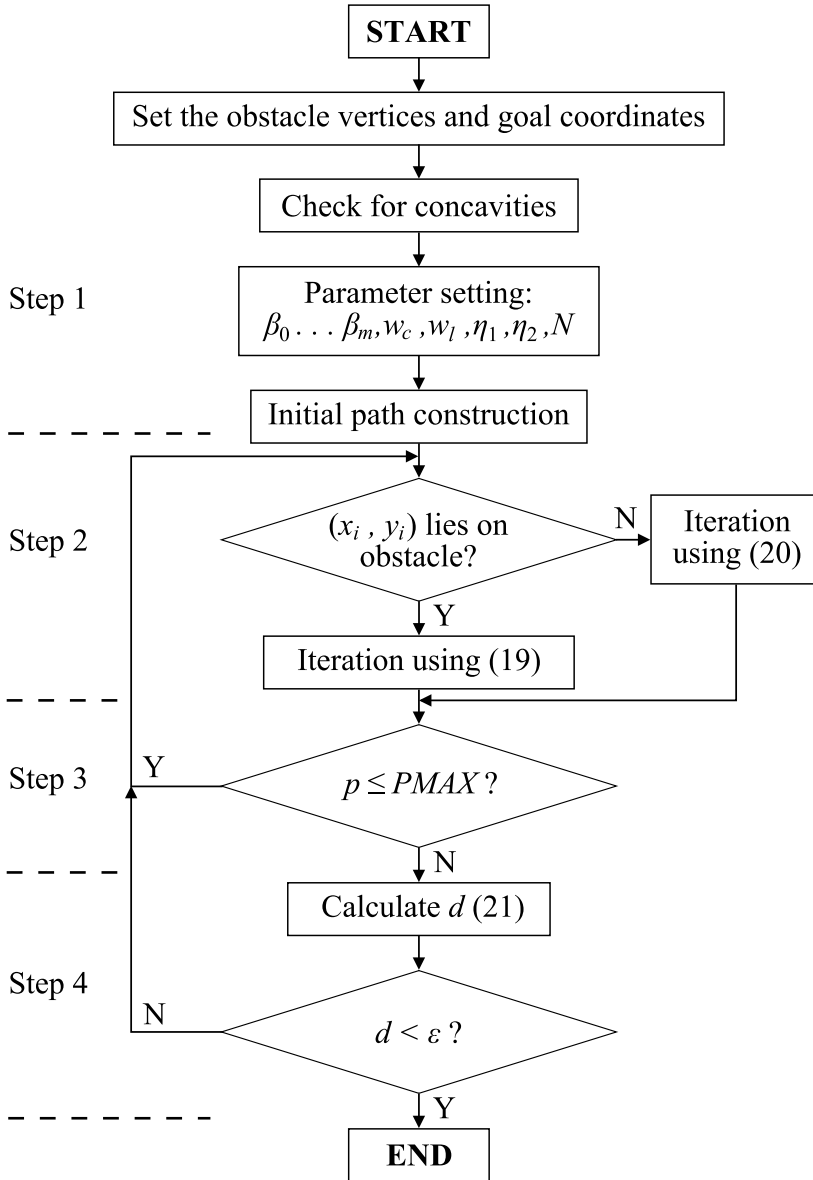 START
Set the obstacle vertices and goal coordinates
Check for concavities
Step 1
Parameter setting:
β₀ . . . βₘ, w_c , w_l , η₁, η₂ , N
Initial path construction
Step 2
(xᵢ , yᵢ) lies on
obstacle?
N
Iteration
using (20)
Y
Iteration using (19)
Step 3
Y
p ≤ PMAX ?
N
Calculate d (21)
Step 4
N
d < ε ?
Y
END